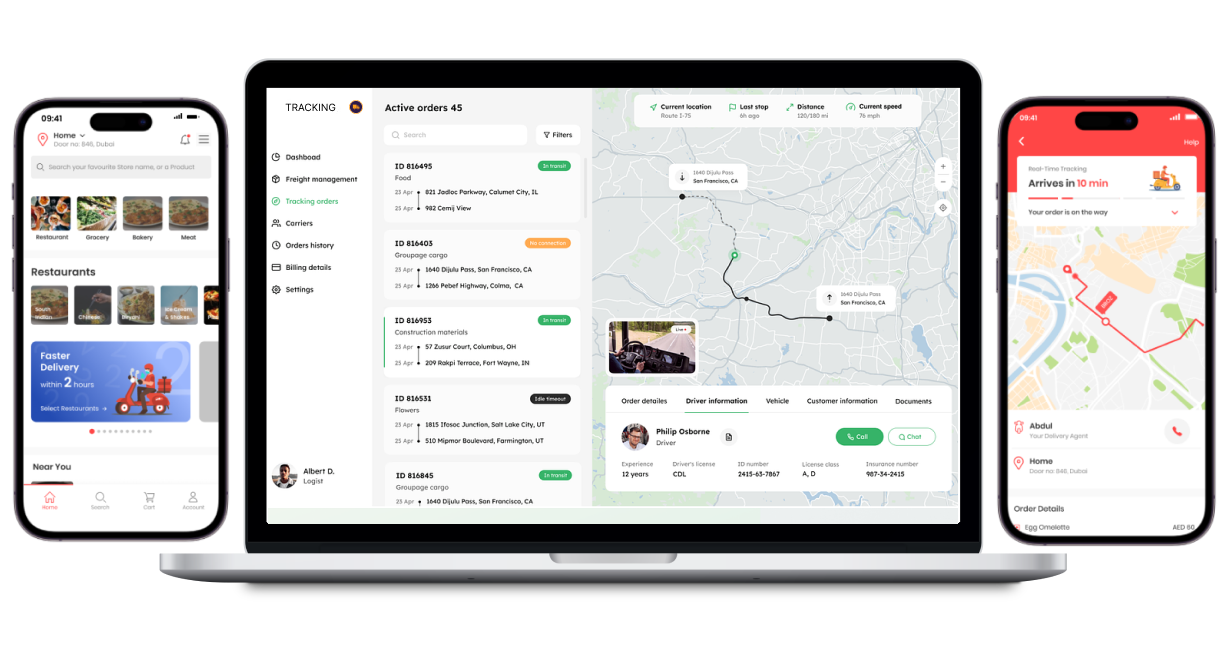 09:41
Home
Door no: 846, Dubai
Search your favourite Store name, or a Product
Restaurant Grocery Bakery Meat
Restaurants
South Indian
Chinese
Biryani
Ice Creams & Shakes
Faster
Delivery
within 2 hours
Select Restaurants →
Near You
Home Search Cart Account
TRACKING
Dashboad
Freight management
Tracking orders
Carriers
Orders history
Billing details
Settings
Albert D.
Logist
Active orders 45
Search
Filters
ID 816495 In transit
Food
23 Apr 021 Jadloc Parkway, Calumet City, IL
25 Apr 982 Cemij View
ID 816403 No connection
Groupage cargo
23 Apr 1640 Dijulu Pass, San Francisco, CA
25 Apr 1266 Pebef Highway, Colma, CA
ID 816953 In transit
Construction materials
23 Apr 57 Zusur Court, Columbus, OH
25 Apr 209 Rakpi Terrace, Fort Wayne, IN
ID 816531 Idle timeout
Flowers
23 Apr 1815 Ifosoc Junction, Salt Lake City, UT
25 Apr 510 Mipmor Boulevard, Farmington, UT
ID 816845 In transit
Groupage cargo
23 Apr 1640 Dijulu Pass, San Francisco, CA
Current location Last stop Distance Current speed
Route I-75 6h ago 120/180 mi 76 mph
1640 Dijulu Pass
San Francisco, CA
1640 Dijulu Pass
San Francisco, CA
Live
Order details Driver information Vehicle Customer information Documents
Philip Osborne
Driver
Call Chat
Experience Driver's license ID number License class Insurance number
12 years CDL 2415-63-7867 A, D 987-34-2415
09:41
Help
Real-Time Tracking
Arrives in 10 min
Your order is on the way
Abdul
Your Delivery Agent
Home
Door no: 846, Dubai
Order Details
Egg Omelette AED 60